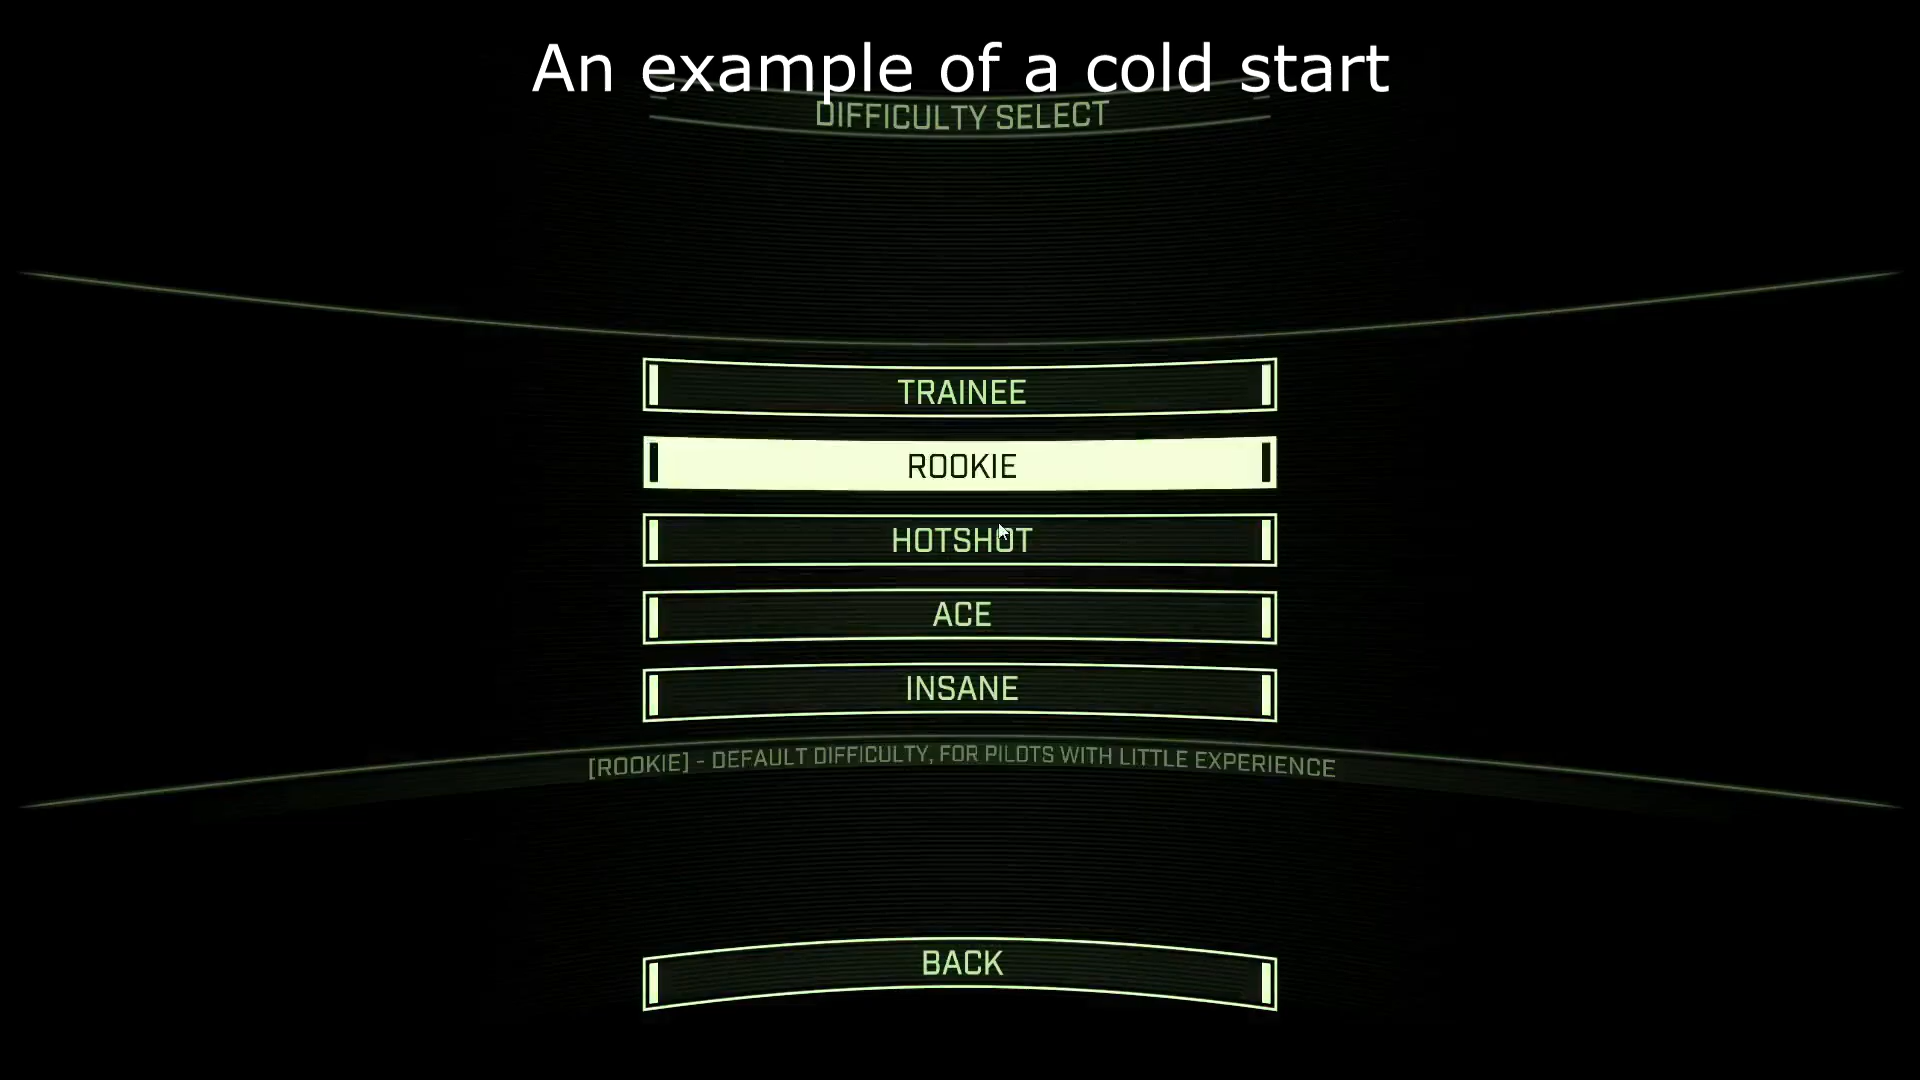 An example of a cold start
DIFFICULTY SELECT
TRAINEE
ROOKIE
HOTSHOT
ACE
INSANE
[ROOKIE] - DEFAULT DIFFICULTY, FOR PILOTS WITH LITTLE EXPERIENCE
BACK